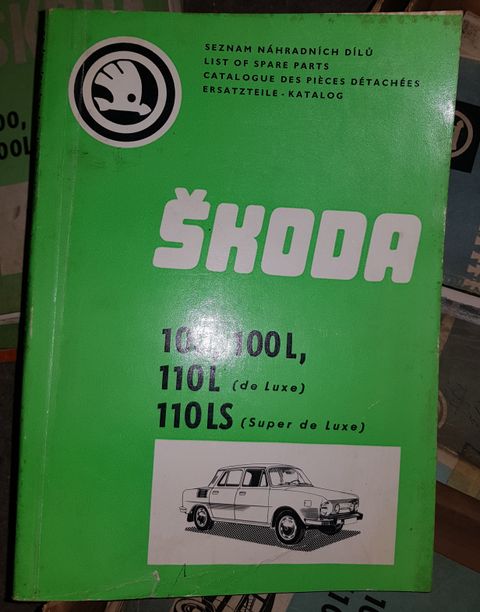 SEZNAM NÁHRADNÍCH DÍLŮ
LIST OF SPARE PARTS
CATALOGUE DES PIÈCES DÉTACHÉES
ERSATZTEILE - KATALOG
ŠKODA
100, 100L,
110L (de Luxe)
110LS (Super de Luxe)